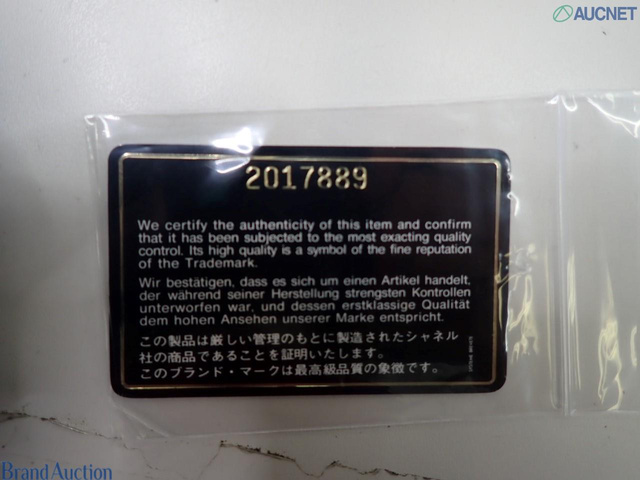 AUCNET
2017889
We certify the authenticity of this item and confirm
that it has been subjected to the most exacting quality
control. Its high quality is a symbol of the fine reputation
of the Trademark.
Wir bestätigen, dass es sich um einen Artikel handelt,
der während seiner Herstellung strengsten Kontrollen
unterworfen war, und dessen erstklassige Qualität
dem hohen Ansehen unserer Marke entspricht.
この製品は厳しい管理のもとに製造されたシャネル
社の商品であることを証明いたします。
このブランド・マークは最高級品質の象徴です。
Brand Auction